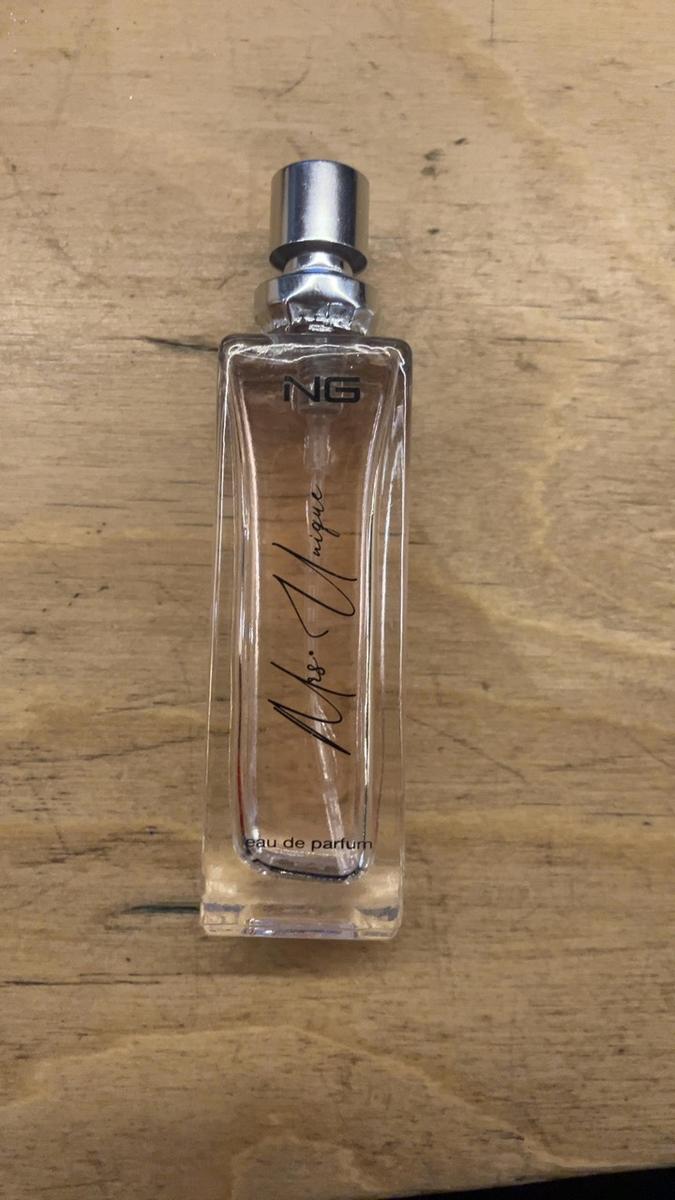 NG
Mrs. Unique
eau de parfum